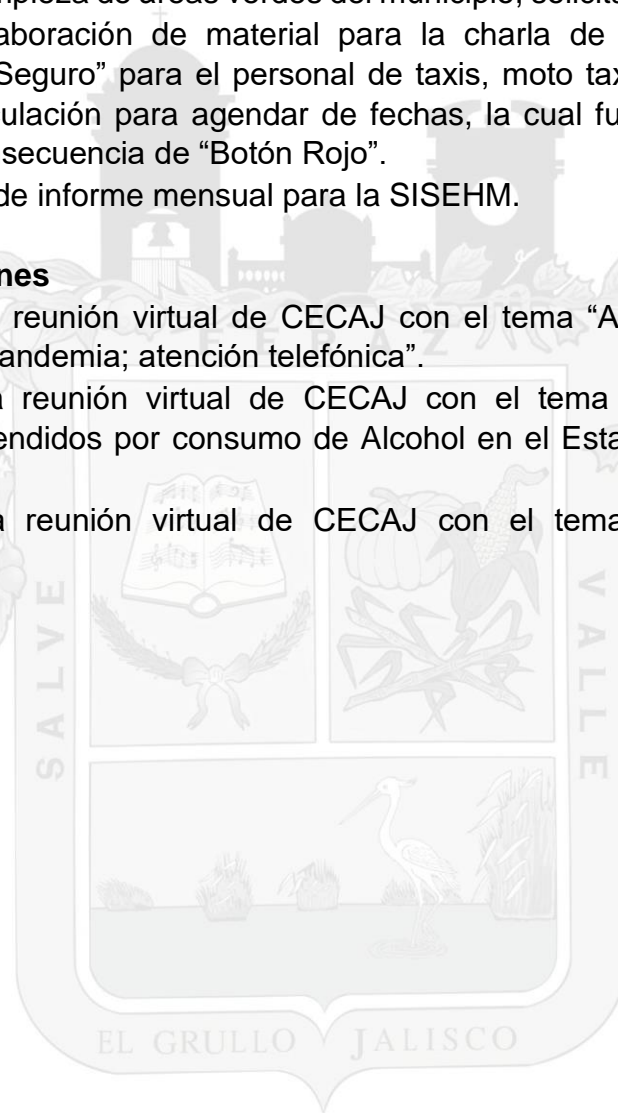 mpieza de áreas verdes del municipio, solicit
aboración de material para la charla de
Seguro” para el personal de taxis, moto tax
ulación para agendar de fechas, la cual fu
secuencia de “Botón Rojo”.
de informe mensual para la SISEHM.
nes
reunión virtual de CECAJ con el tema “A
andemia; atención telefónica”.
a reunión virtual de CECAJ con el tema
endidos por consumo de Alcohol en el Esta
a reunión virtual de CECAJ con el tema
SALVE
VALLE
EL GRULLO JALISCO